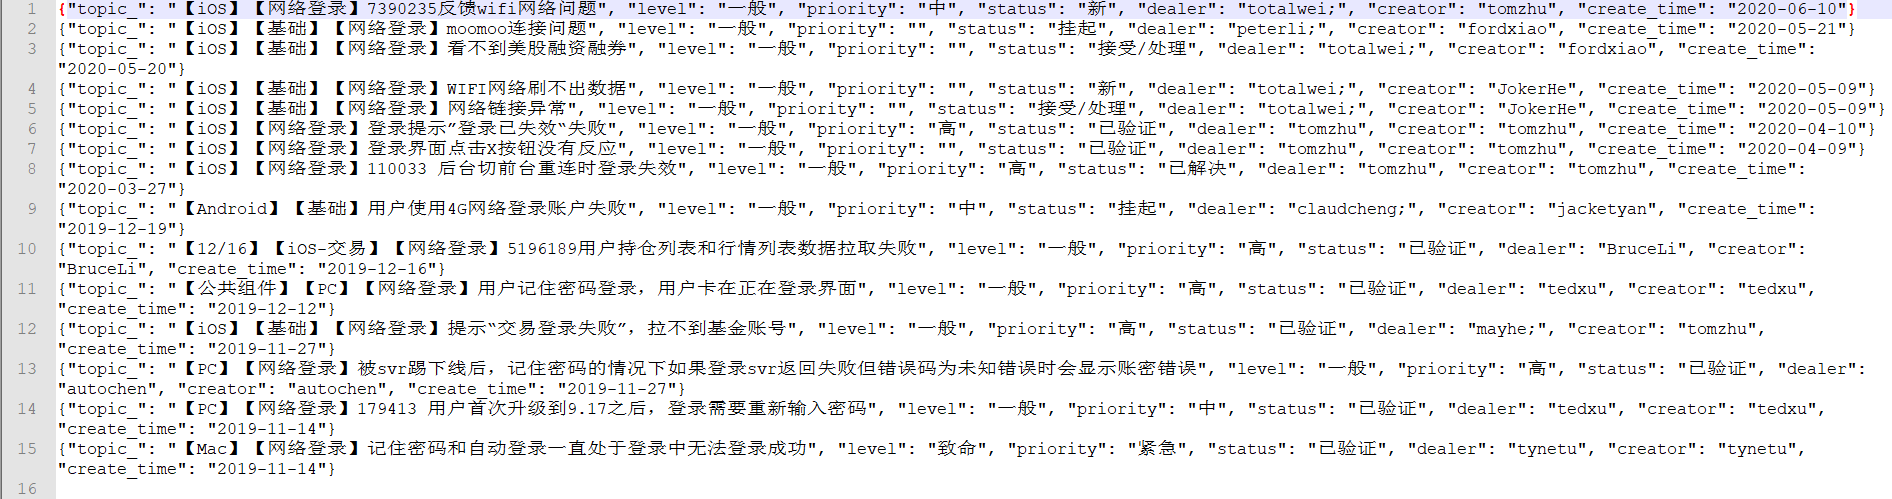 1 {"topic_": "【iOS】【网络登录】7390235反馈wifi网络问题", "level": "一般", "priority": "中", "status": "新", "dealer": "totalwei;", "creator": "tomzhu", "create_time": "2020-06-10"}
2 {"topic_": "【iOS】【基础】【网络登录】moomoo连接问题", "level": "一般", "priority": "", "status": "挂起", "dealer": "peterli;", "creator": "fordxiao", "create_time": "2020-05-21"}
3 {"topic_": "【iOS】【基础】【网络登录】看不到美股融资融券", "level": "一般", "priority": "", "status": "接受/处理", "dealer": "totalwei;", "creator": "fordxiao", "create_time":
"2020-05-20"}
4 {"topic_": "【iOS】【基础】【网络登录】WIFI网络刷不出数据", "level": "一般", "priority": "", "status": "新", "dealer": "totalwei;", "creator": "JokerHe", "create_time": "2020-05-09"}
5 {"topic_": "【iOS】【基础】【网络登录】网络链接异常", "level": "一般", "priority": "", "status": "接受/处理", "dealer": "totalwei;", "creator": "JokerHe", "create_time": "2020-05-09"}
6 {"topic_": "【iOS】【网络登录】登录提示”登录已失效“失败", "level": "一般", "priority": "高", "status": "已验证", "dealer": "tomzhu", "creator": "tomzhu", "create_time": "2020-04-10"}
7 {"topic_": "【iOS】【网络登录】登录界面点击X按钮没有反应", "level": "一般", "priority": "", "status": "已验证", "dealer": "tomzhu", "creator": "tomzhu", "create_time": "2020-04-09"}
8 {"topic_": "【iOS】【网络登录】110033 后台切前台重连时登录失效", "level": "一般", "priority": "高", "status": "已解决", "dealer": "tomzhu", "creator": "tomzhu", "create_time":
"2020-03-27"}
9 {"topic_": "【Android】【基础】用户使用4G网络登录账户失败", "level": "一般", "priority": "中", "status": "挂起", "dealer": "claudcheng;", "creator": "jacketyan", "create_time":
"2019-12-19"}
10 {"topic_": "【12/16】【iOS-交易】【网络登录】5196189用户持仓列表和行情列表数据拉取失败", "level": "一般", "priority": "高", "status": "已验证", "dealer": "BruceLi", "creator":
"BruceLi", "create_time": "2019-12-16"}
11 {"topic_": "【公共组件】【PC】【网络登录】用户记住密码登录，用户卡在正在登录界面", "level": "一般", "priority": "高", "status": "已验证", "dealer": "tedxu", "creator": "tedxu",
"create_time": "2019-12-12"}
12 {"topic_": "【iOS】【基础】【网络登录】提示“交易登录失败”，拉不到基金账号", "level": "一般", "priority": "高", "status": "已验证", "dealer": "mayhe;", "creator": "tomzhu",
"create_time": "2019-11-27"}
13 {"topic_": "【PC】【网络登录】被svr踢下线后，记住密码的情况下如果登录svr返回失败但错误码为未知错误时会显示账密错误", "level": "一般", "priority": "高", "status": "已验证", "dealer":
"autochen", "creator": "autochen", "create_time": "2019-11-27"}
14 {"topic_": "【PC】【网络登录】179413 用户首次升级到9.17之后，登录需要重新输入密码", "level": "一般", "priority": "中", "status": "已验证", "dealer": "tedxu", "creator": "tedxu",
"create_time": "2019-11-14"}
15 {"topic_": "【Mac】【网络登录】记住密码和自动登录一直处于登录中无法登录成功", "level": "致命", "priority": "紧急", "status": "已验证", "dealer": "tynetu", "creator": "tynetu",
"create_time": "2019-11-14"}
16